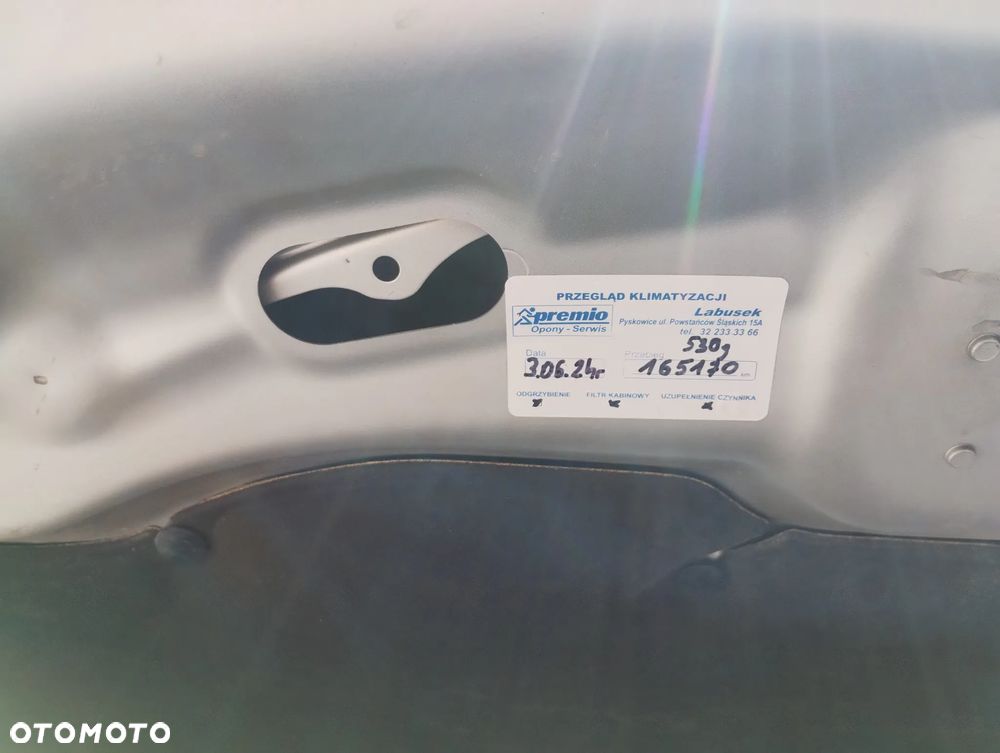 PRZEGLĄD KLIMATYZACJI
premio
Opony - Serwis
Labusek
Pyskowice ul. Powstańców Śląskich 15A
tel. 32 233 33 66
530g
Data
Przebieg
3.06.24r
165170 km
ODGRZYBIENIE FILTR KABINOWY UZUPEŁNIENIE CZYNNIKA
OTOMOTO